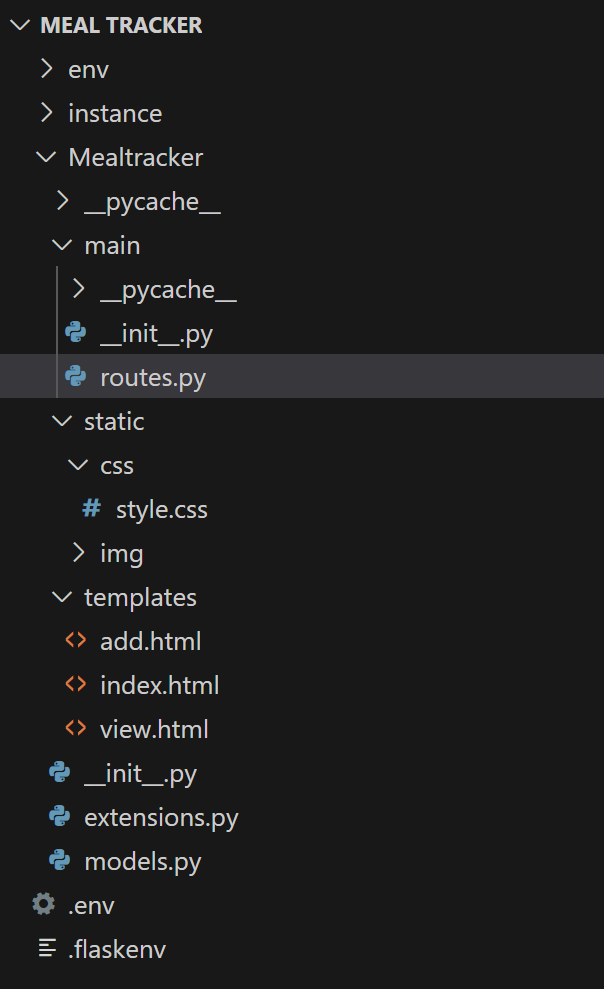 MEAL TRACKER
env
instance
Mealtracker
__pycache__
main
__pycache__
__init__.py
routes.py
static
css
# style.css
img
templates
<> add.html
<> index.html
<> view.html
__init__.py
extensions.py
models.py
.env
.flaskenv